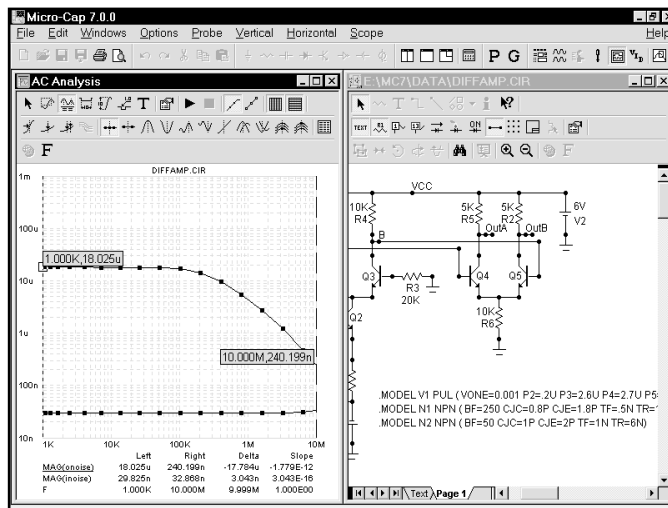 Micro-Cap 7.0.0
File Edit Windows Options Probe Vertical Horizontal Scope Help
P G
AC Analysis
T
F
DIFFAMP.CIR
1m
100u
1.000K,18.025u
10u
1u
10.000M,240.199n
100n
10n
1K 10K 100K 1M 10M
Left Right Delta Slope
MAG(onoise) 18.025u 240.199n -17.784u -1.779E-12
MAG(inoise) 29.825n 32.868n 3.043n 3.043E-16
F 1.000K 10.000M 9.999M 1.000E00
E:\MC7\DATA\DIFFAMP.CIR
T
TEXT
ON
F
VCC
10K
R4
5K
R5
5K
R2
6V
V2
OutA
OutB
B
Q3
R3
20K
Q4
Q5
10K
R6
Q2
.MODEL V1 PUL ( VONE=0.001 P2=.2U P3=2.6U P4=2.7U P5=
.MODEL N1 NPN ( BF=250 CJC=0.8P CJE=1.8P TF=.5N TR=
.MODEL N2 NPN ( BF=50 CJC=1P CJE=2P TF=1N TR=6N)
Text Page 1